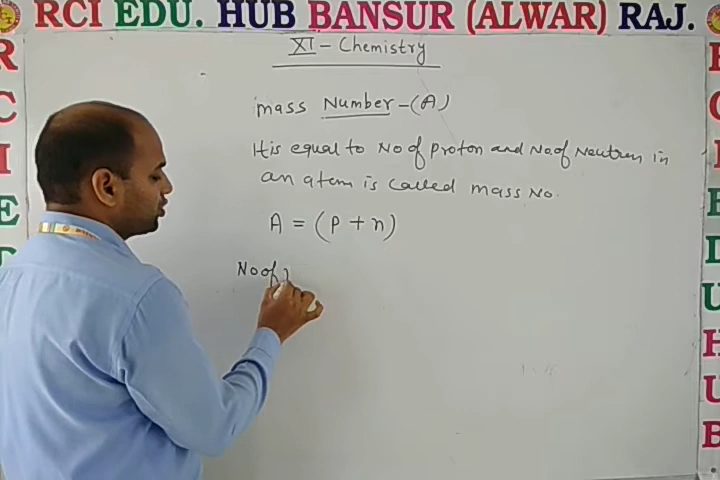 RCI EDU. HUB BANSUR (ALWAR) RAJ.
XI - Chemistry
mass Number - (A)
It is equal to No of proton and No. of Neutron in
an atem is called mass No.
A = (P + n)
No of
R
C
I
E
D
E
D
U
H
U
B